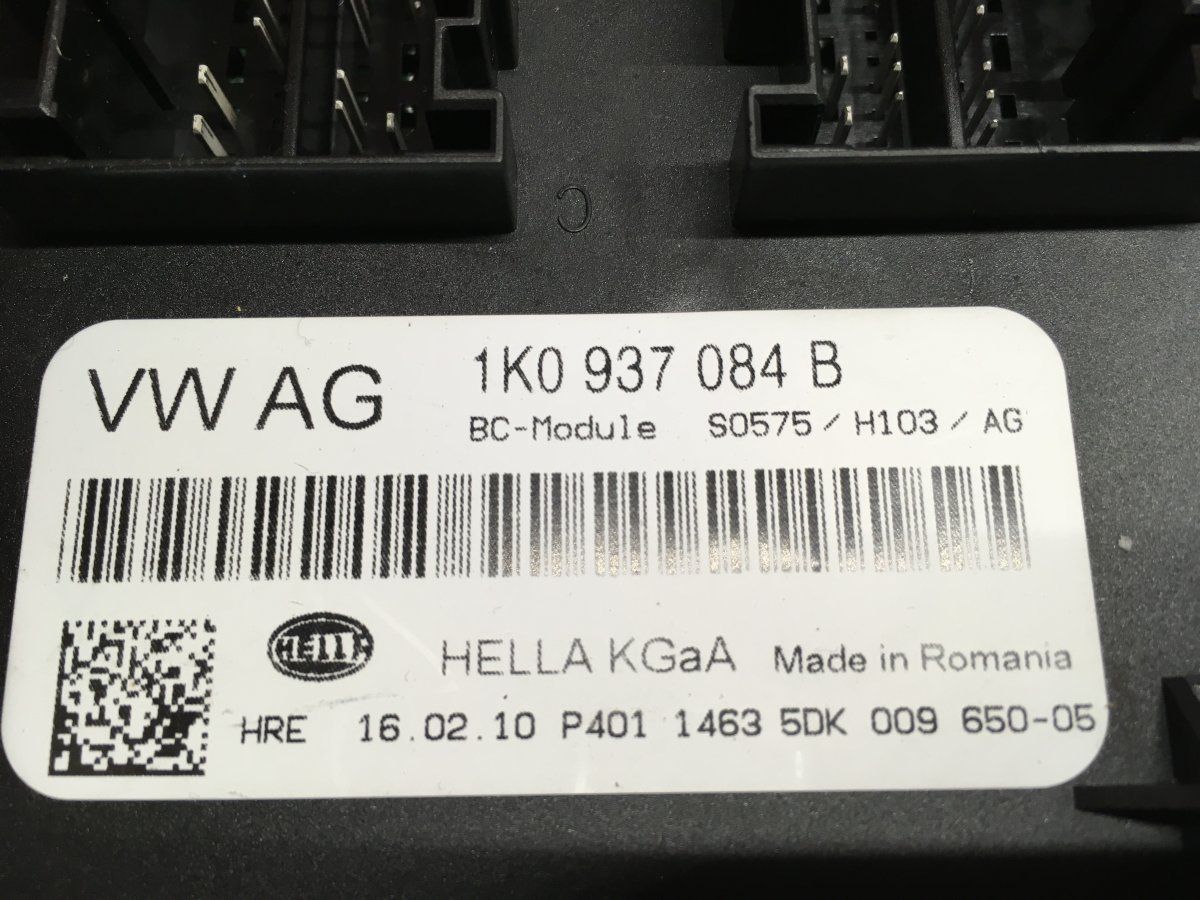 C
VW AG
1K0 937 084 B
BC-Module S0575 / H103 / AG
HELLA
HELLA KGaA Made in Romania
HRE 16.02.10 P401 1463 5DK 009 650-05